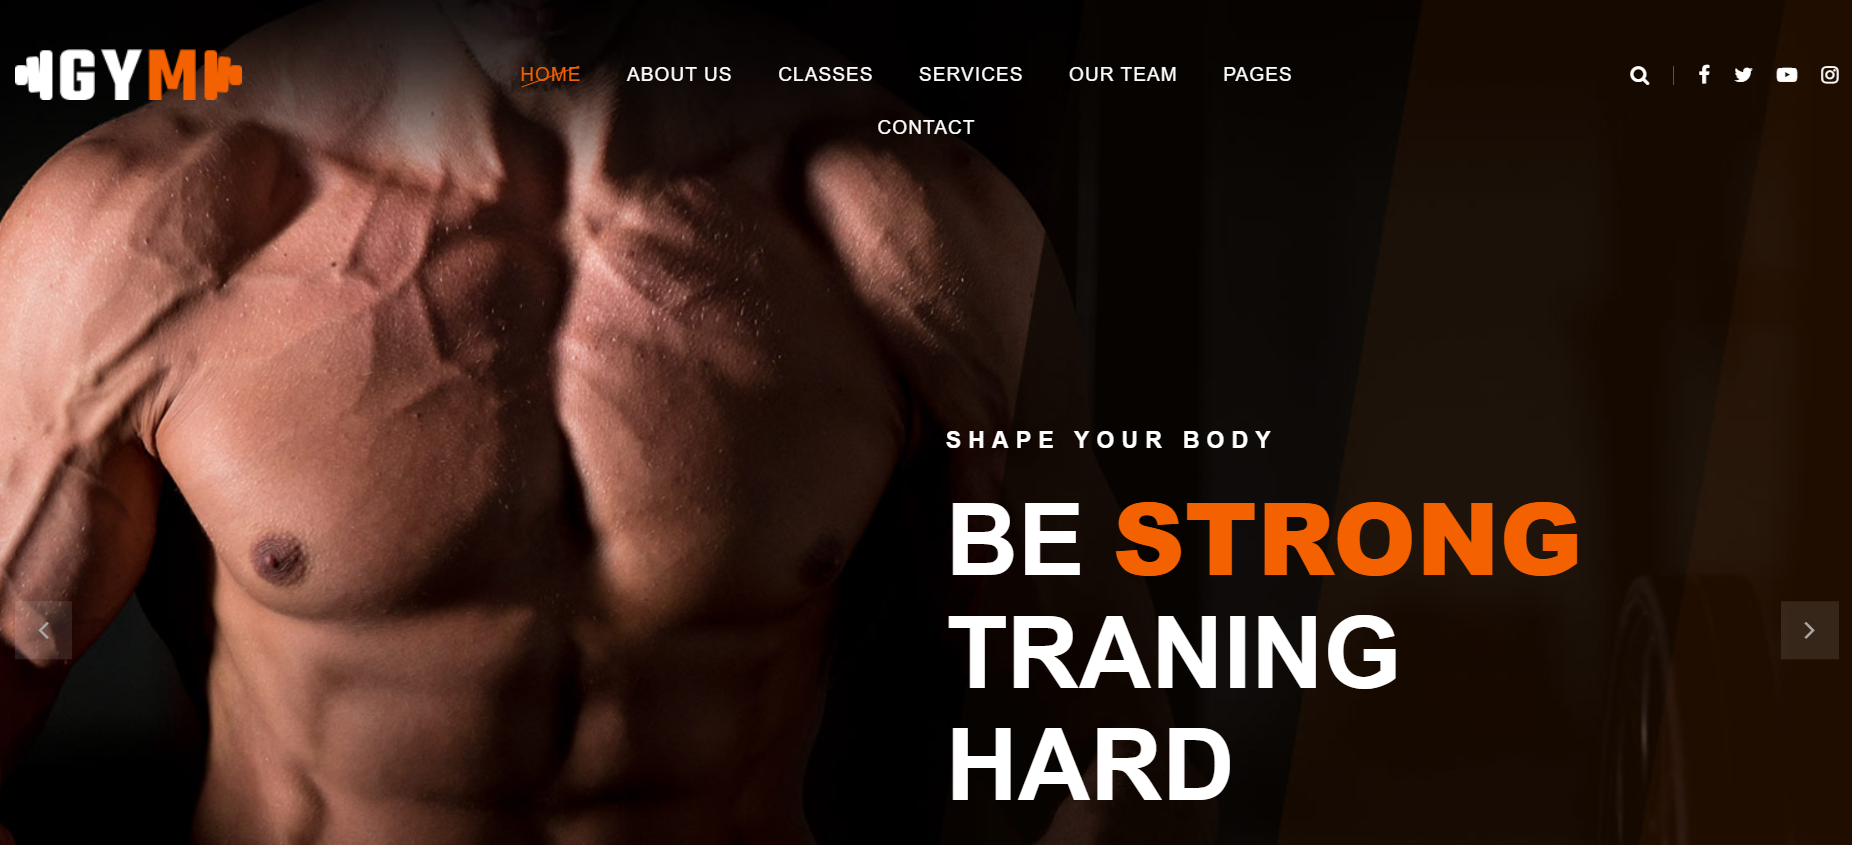 GYM
HOME ABOUT US CLASSES SERVICES OUR TEAM PAGES
CONTACT
SHAPE YOUR BODY
BE STRONG
TRANING
HARD